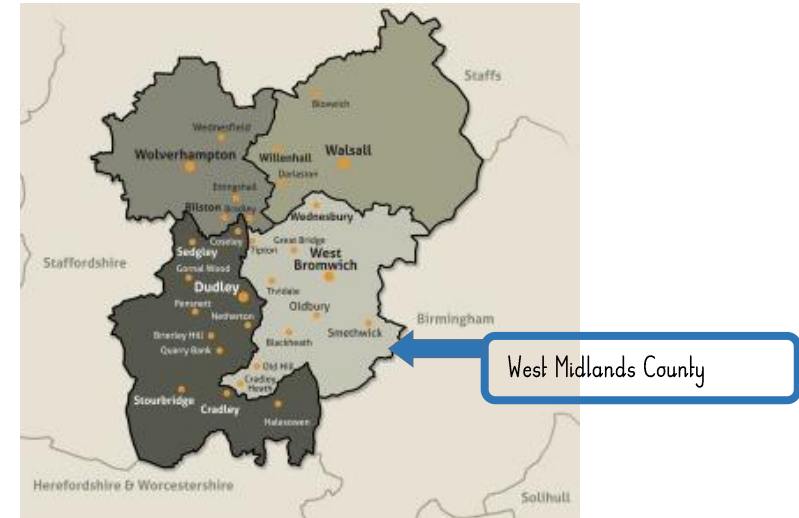 Staffs
Bloxwich
Wednesfield
Wolverhampton
Willenhall
Walsall
Darlaston
Ettingshall
Bilston
Bradley
Wednesbury
Coseley
Sedgley
Tipton
Great Bridge
West
Bromwich
Staffordshire
Gornal Wood
Dudley
Tividale
Pensnett
Oldbury
Netherton
Birmingham
Smethwick
Brierley Hill
Blackheath
Quarry Bank
Old Hill
West Midlands County
Cradley
Heath
Stourbridge
Cradley
Halesowen
Herefordshire & Worcestershire
Solihull